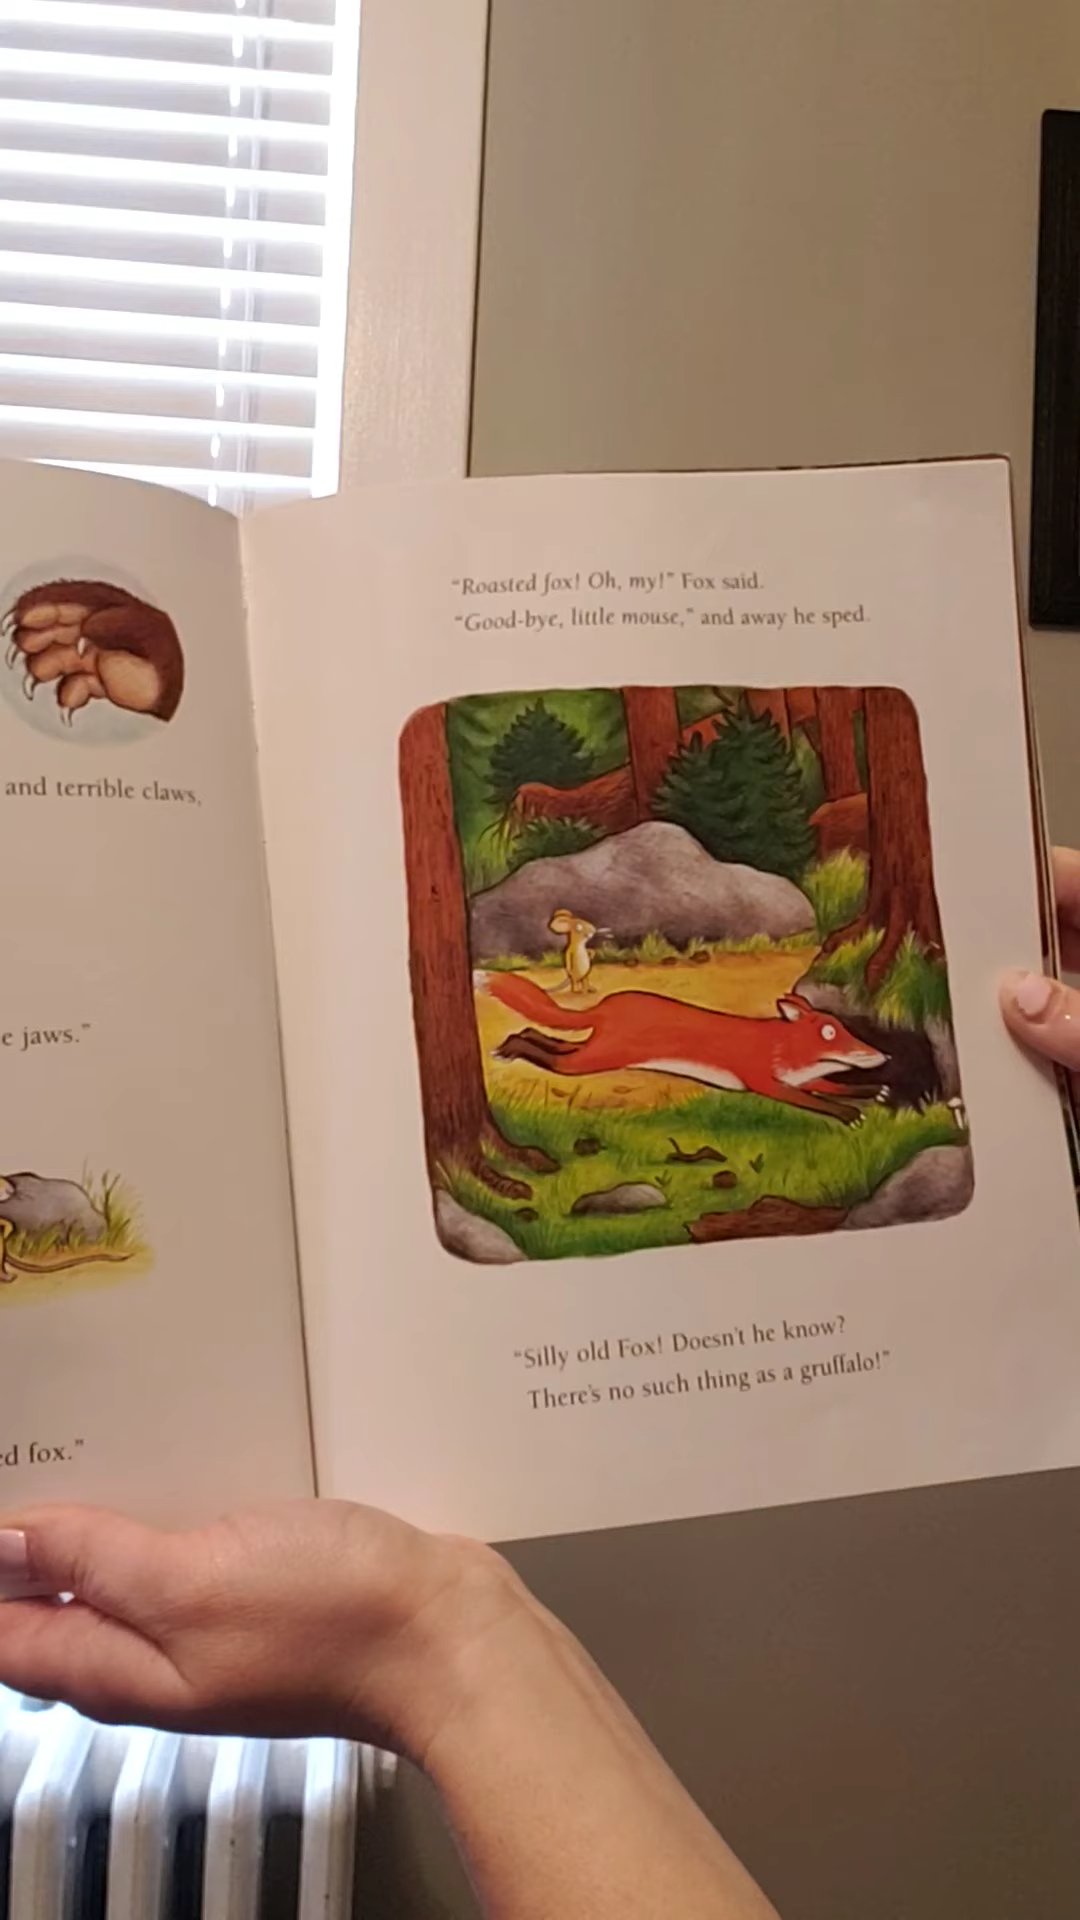 and terrible claws,
jaws."
fox."
"Roasted fox! Oh, my!" Fox said.
"Good-bye, little mouse," and away he sped.
"Silly old Fox! Doesn't he know?
There's no such thing as a gruffalo!"